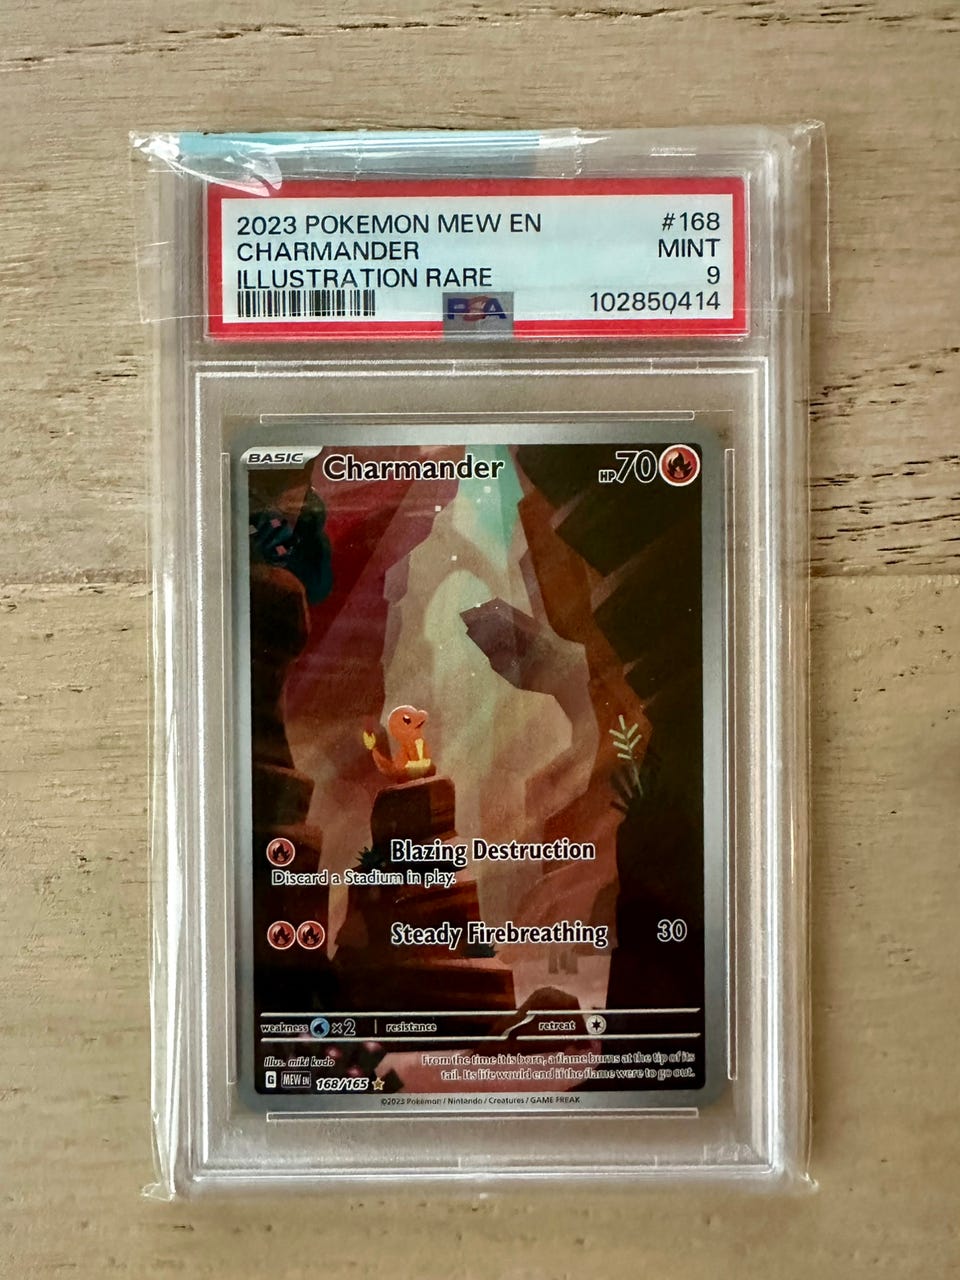 2023 POKEMON MEW EN #168
CHARMANDER MINT
ILLUSTRATION RARE 9
PSA 102850414
BASIC Charmander HP 70
Blazing Destruction
Discard a Stadium in play.
Steady Firebreathing 30
weakness ×2 resistance retreat
Illus. miki kudo
From the time it is born, a flame burns at the tip of its
tail. Its life would end if the flame were to go out.
G MEW EN 168/165
©2023 Pokémon / Nintendo / Creatures / GAME FREAK